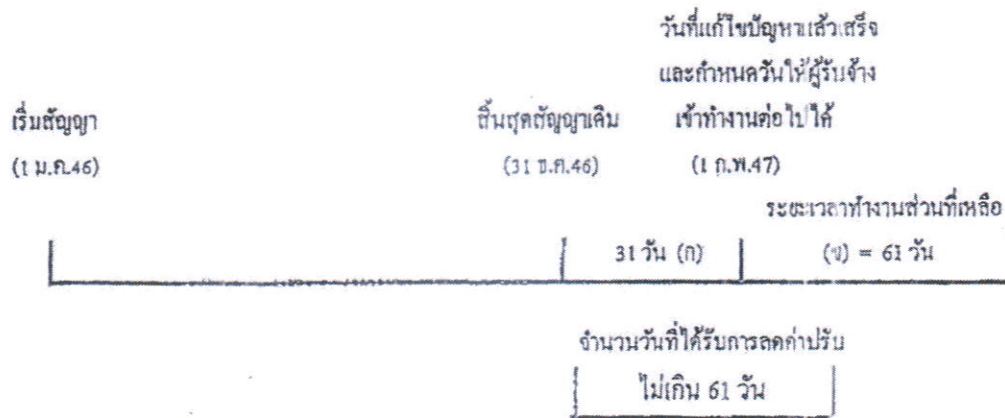 วันที่แก้ไขปัญหาแล้วเสร็จ
และกำหนดวันให้ผู้รับจ้าง
เริ่มสัญญา สิ้นสุดสัญญาเดิม เข้าทำงานต่อไปได้
(1 ม.ค.46) (31 ธ.ค.46) (1 ก.พ.47)
ระยะเวลาทำงานส่วนที่เหลือ
31 วัน (ก) (ข) = 61 วัน
จำนวนวันที่ได้รับการลดค่าปรับ
ไม่เกิน 61 วัน